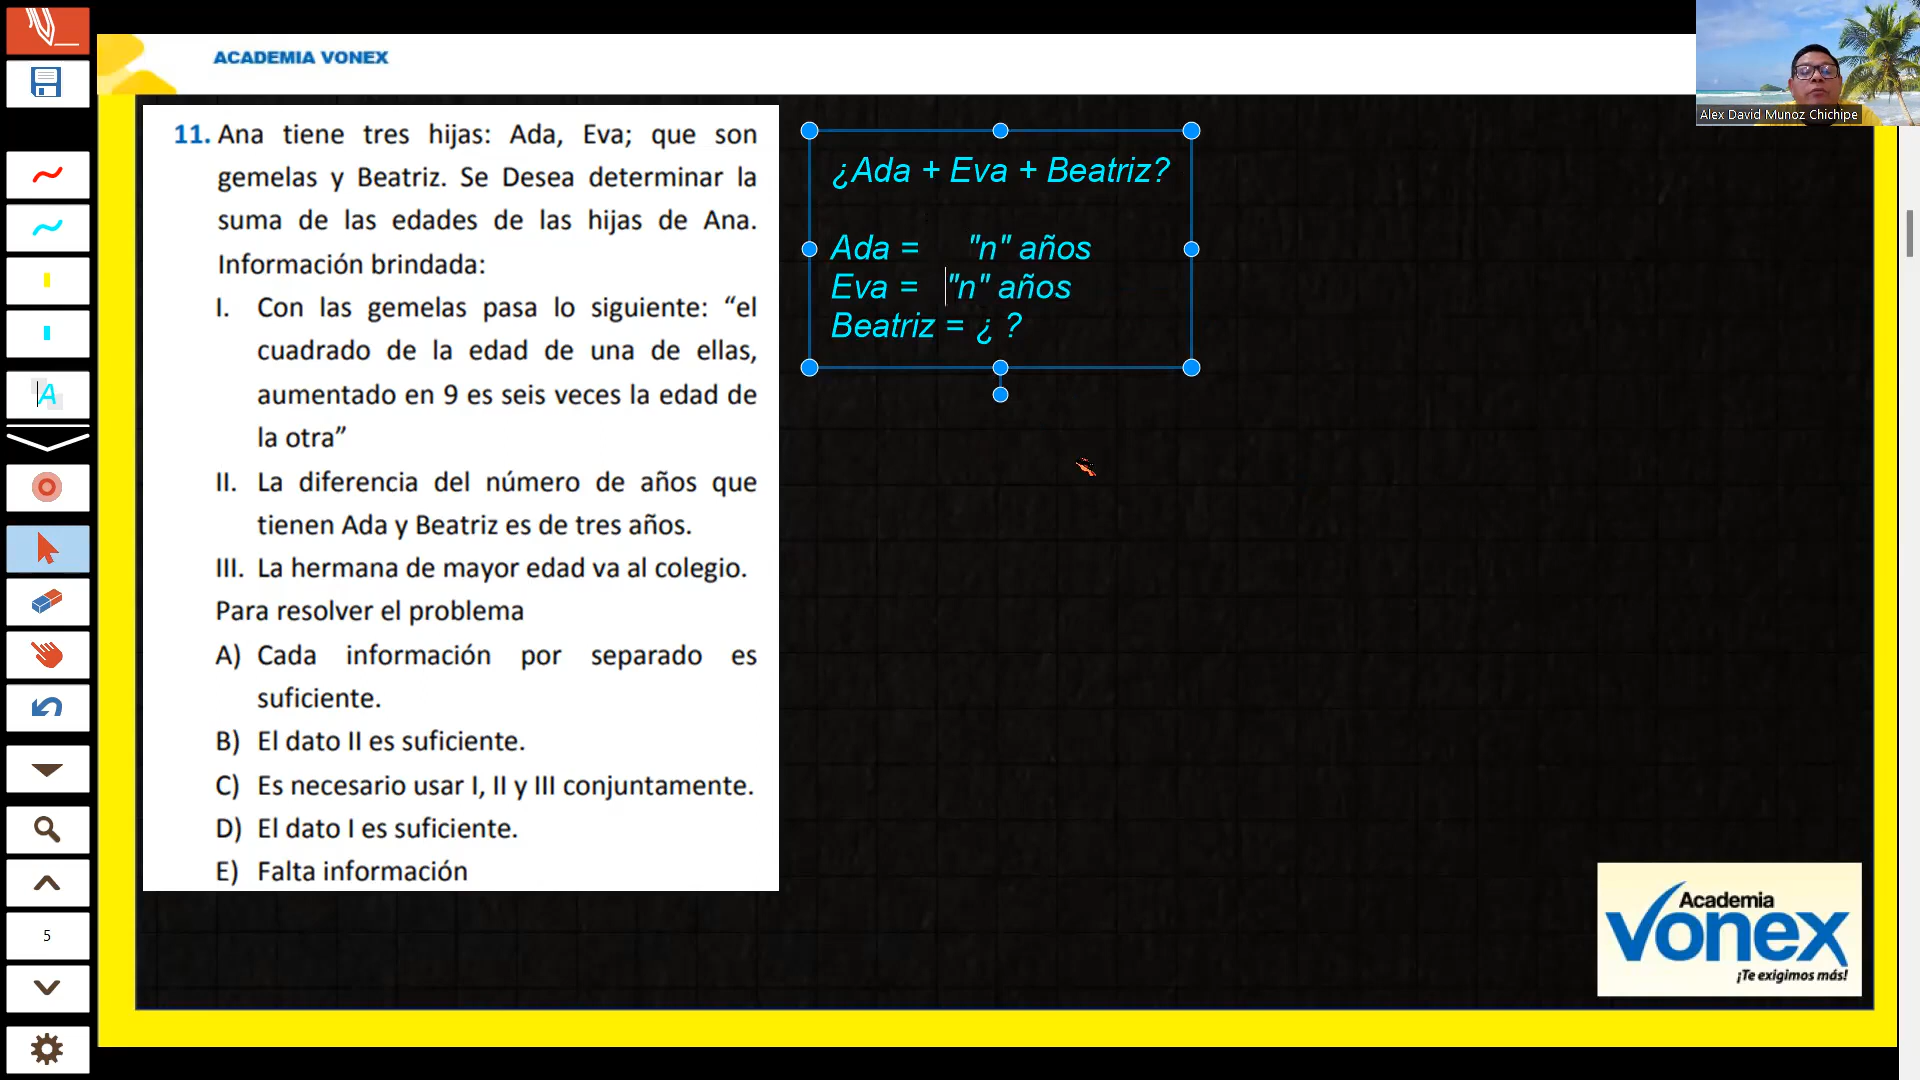 ACADEMIA VONEX
Alex David Munoz Chichipe
11. Ana tiene tres hijas: Ada, Eva; que son
gemelas y Beatriz. Se Desea determinar la
suma de las edades de las hijas de Ana.
Información brindada:
I. Con las gemelas pasa lo siguiente: “el
cuadrado de la edad de una de ellas,
aumentado en 9 es seis veces la edad de
la otra”
II. La diferencia del número de años que
tienen Ada y Beatriz es de tres años.
III. La hermana de mayor edad va al colegio.
Para resolver el problema
A) Cada información por separado es
suficiente.
B) El dato II es suficiente.
C) Es necesario usar I, II y III conjuntamente.
D) El dato I es suficiente.
E) Falta información
¿Ada + Eva + Beatriz?
Ada = "n" años
Eva = "n" años
Beatriz = ¿ ?
A
5
Academia
Vonex
¡Te exigimos más!